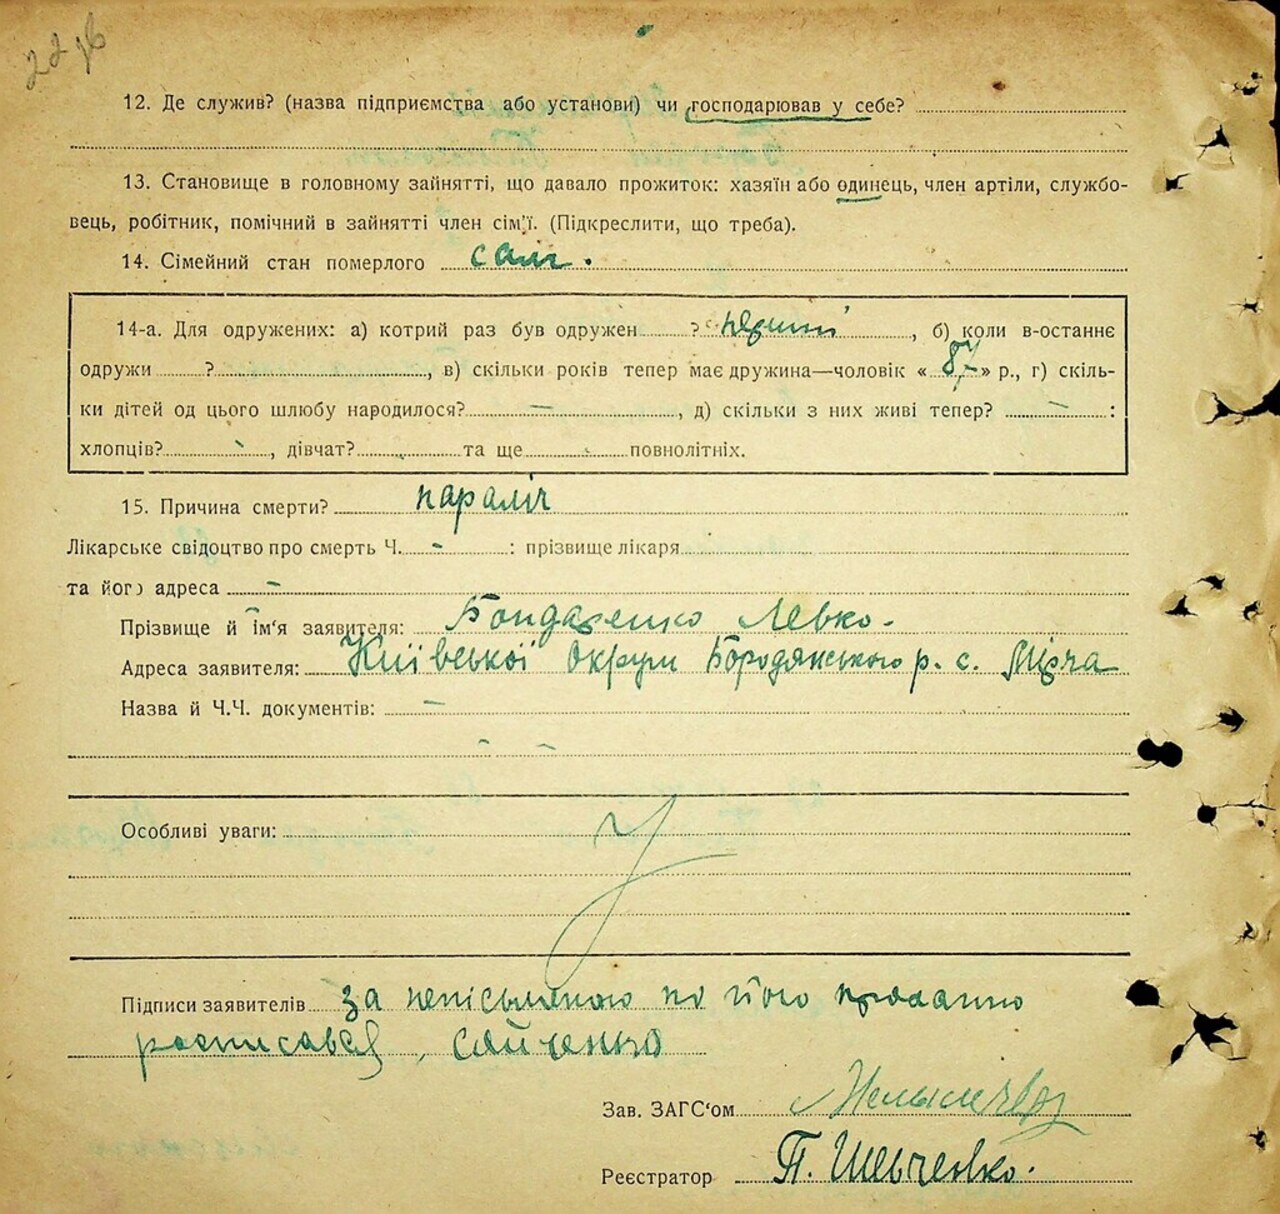 12. Де служив? (назва підприємства або установи) чи господарював у себе?
13. Становище в головному зайнятті, що давало прожиток: хазяїн або одинець, член артіли, службо-
вець, робітник, помічний в зайнятті член сім'ї. (Підкреслити, що треба).
14. Сімейний стан померлого
14-а. Для одружених: а) котрий раз був одружен ? первий, б) коли в-останнє
одружи ?, в) скільки років тепер має дружина—чоловік « » р., г) скіль-
ки дітей од цього шлюбу народилося? —, д) скільки з них живі тепер? — :
хлопців? -, дівчат? та ще - повнолітніх.
15. Причина смерти? параліч
Лікарське свідоцтво про смерть Ч. - : прізвище лікаря
та його адреса -
Прізвище й ім'я заявителя: Бондаренко Левко.
Адреса заявителя: Київської Округи Бородянського р. с. Мірча
Назва й Ч.Ч. документів: —
- -
Особливі уваги:
Підписи заявителів За неписьменого по його проханню
росписався, Сайченко
Зав. ЗАГС'ом
Реєстратор П. Шевченко.